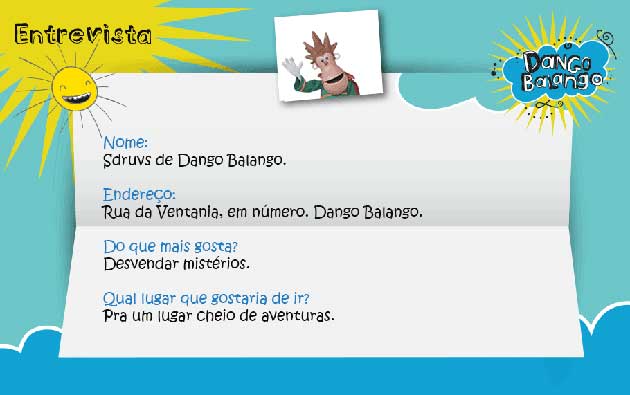 Entrevista
Dango
Balango
Nome:
Sdruvs de Dango Balango.
Endereço:
Rua da Ventania, em número. Dango Balango.
Do que mais gosta?
Desvendar mistérios.
Qual lugar que gostaria de ir?
Pra um lugar cheio de aventuras.